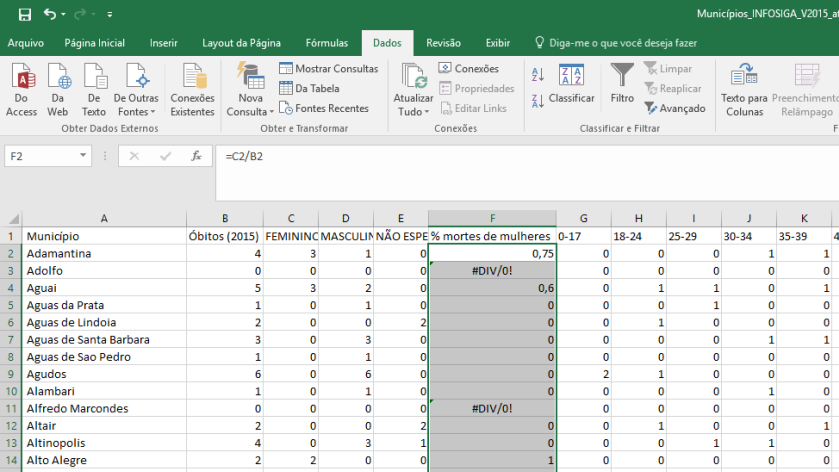 Municípios_INFOSIGA_V2015_at
Arquivo Página Inicial Inserir Layout da Página Fórmulas Dados Revisão Exibir Diga-me o que você deseja fazer
Do Access
Da Web
De Texto
De Outras Fontes
Obter Dados Externos
Conexões Existentes
Nova Consulta
Mostrar Consultas
Da Tabela
Fontes Recentes
Obter e Transformar
Atualizar Tudo
Conexões
Propriedades
Editar Links
Conexões
Classificar
Filtro
Limpar
Reaplicar
Avançado
Classificar e Filtrar
Texto para Colunas
Preenchimento Relâmpago
F
F2 fx =C2/B2
A B C D E F G H I J K
1 Município Óbitos (2015) FEMININO MASCULIN NÃO ESPE % mortes de mulheres 0-17 18-24 25-29 30-34 35-39 4
2 Adamantina 4 3 1 0 0,75 0 0 0 1 1
3 Adolfo 0 0 0 0 #DIV/0! 0 0 0 0 0
4 Aguai 5 3 2 0 0,6 0 1 1 0 1
5 Aguas da Prata 1 0 1 0 0 0 0 1 0 0
6 Aguas de Lindoia 2 0 0 2 0 0 1 0 0 0
7 Aguas de Santa Barbara 3 0 3 0 0 0 0 0 1 1
8 Aguas de Sao Pedro 1 0 1 0 0 0 0 0 0 0
9 Agudos 6 0 6 0 0 2 1 0 0 0
10 Alambari 1 0 1 0 0 0 0 0 1 0
11 Alfredo Marcondes 0 0 0 0 #DIV/0! 0 0 0 0 0
12 Altair 2 0 0 2 0 0 1 0 0 1
13 Altinopolis 4 0 3 1 0 0 0 1 1 0
14 Alto Alegre 2 2 0 0 1 0 0 0 0 0